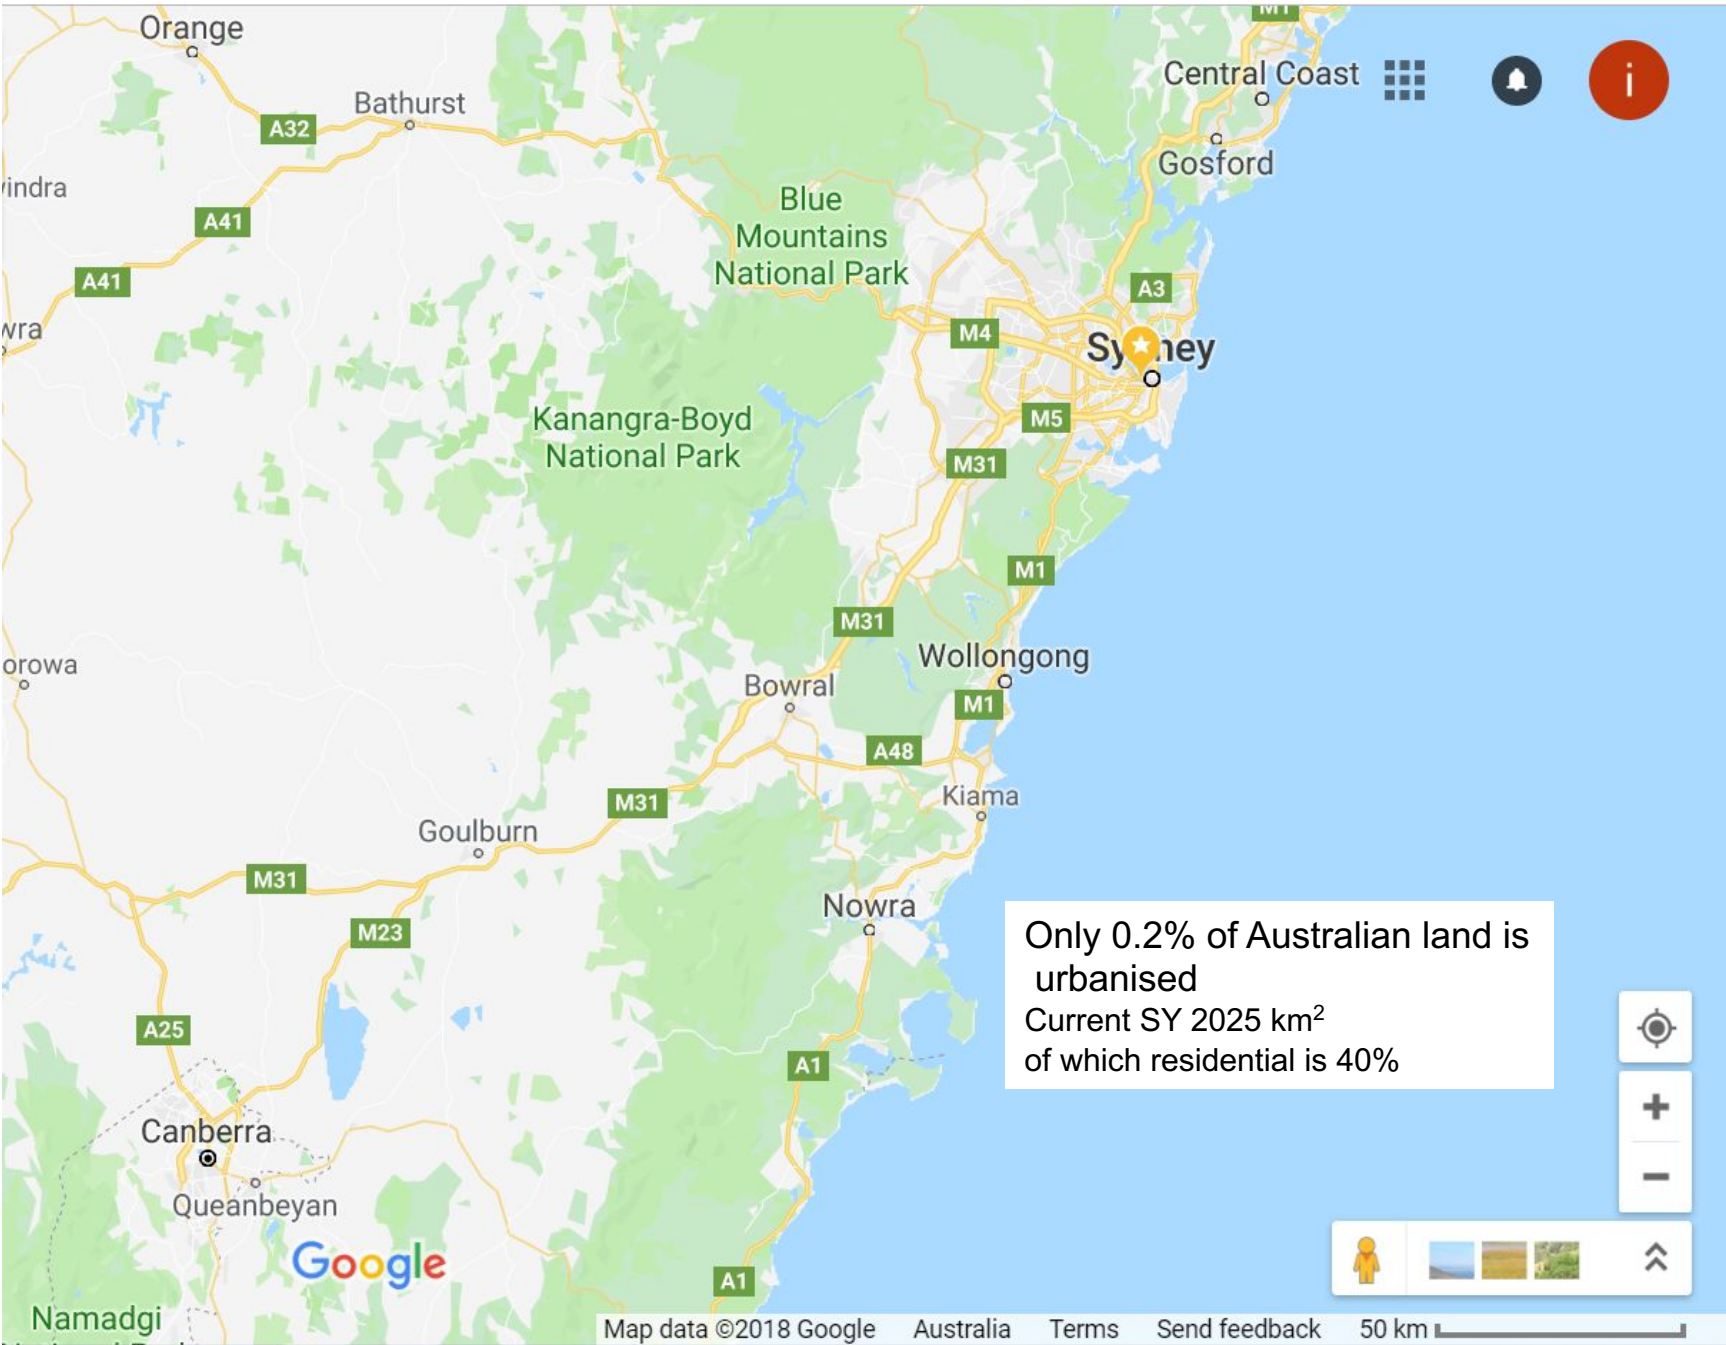 M1
Orange
Central Coast
i
Bathurst
A32
Gosford
Blue
Mountains
National Park
A41
A41
A3
M4
Sydney
Kanangra-Boyd
National Park
M5
M31
M1
M31
Wollongong
orowa
Bowral
M1
A48
M31
Kiama
Goulburn
M31
Nowra
M23
Only 0.2% of Australian land is
urbanised
Current SY 2025 km²
of which residential is 40%
A25
A1
Canberra
Queanbeyan
Google
A1
Namadgi
Map data ©2018 Google Australia Terms Send feedback 50 km